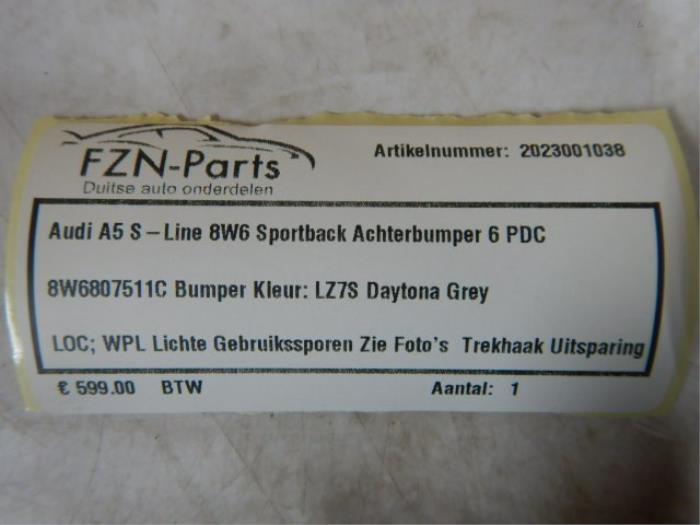 FZN-Parts
Duitse auto onderdelen
Artikelnummer: 2023001038
Audi A5 S – Line 8W6 Sportback Achterbumper 6 PDC
8W6807511C Bumper Kleur: LZ7S Daytona Grey
LOC; WPL Lichte Gebruikssporen Zie Foto's Trekhaak Uitsparing
€ 599.00 BTW Aantal: 1